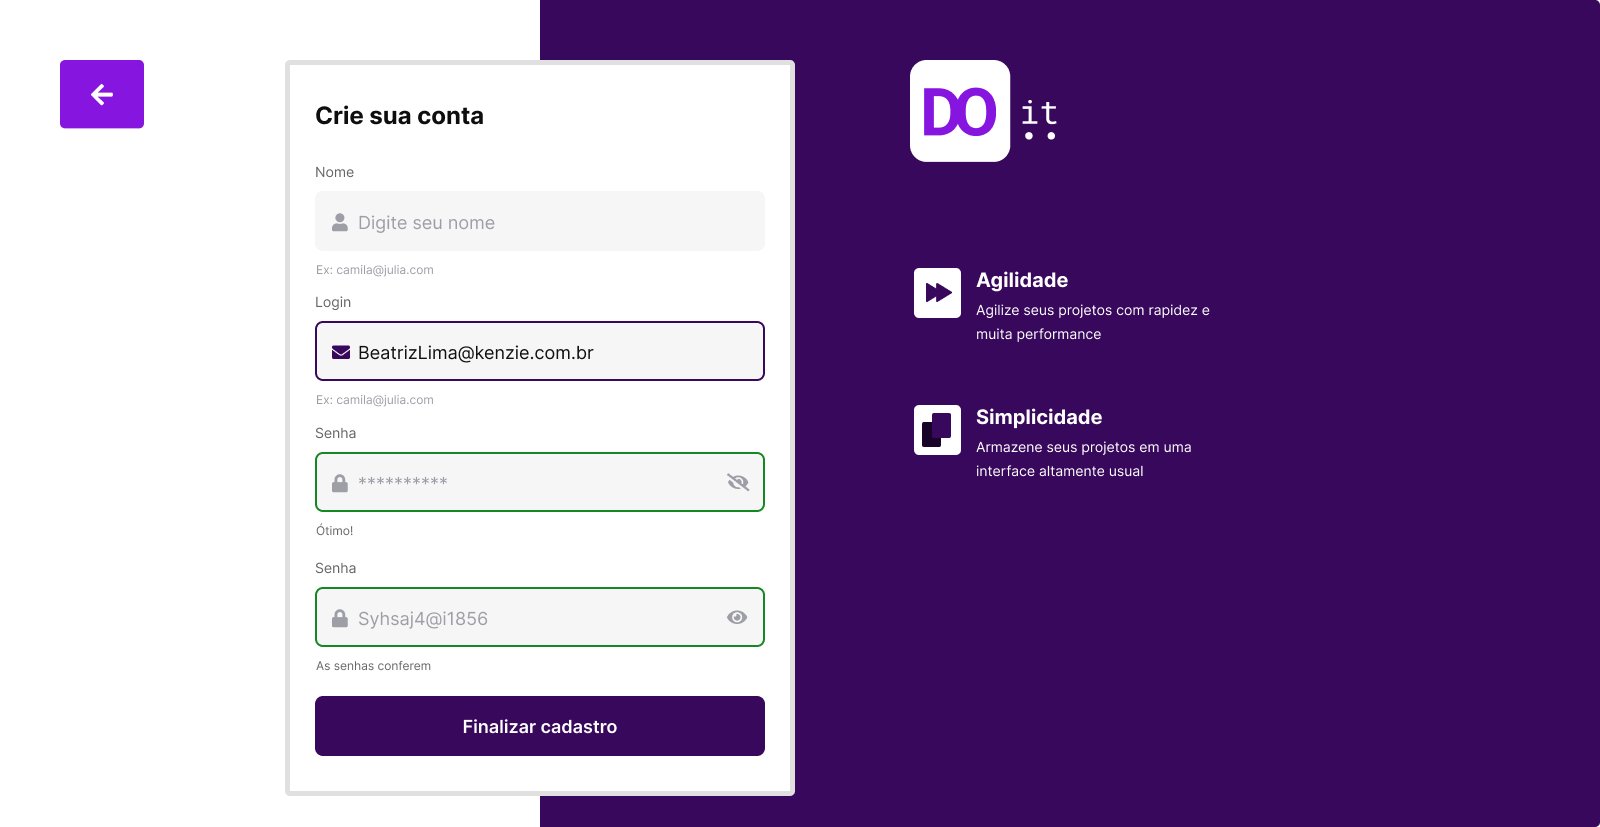 Crie sua conta
Nome
Digite seu nome
Ex: camila@julia.com
Login
BeatrizLima@kenzie.com.br
Ex: camila@julia.com
Senha
**********
Ótimo!
Senha
Syhsaj4@i1856
As senhas conferem
Finalizar cadastro
DO it
Agilidade
Agilize seus projetos com rapidez e
muita performance
Simplicidade
Armazene seus projetos em uma
interface altamente usual